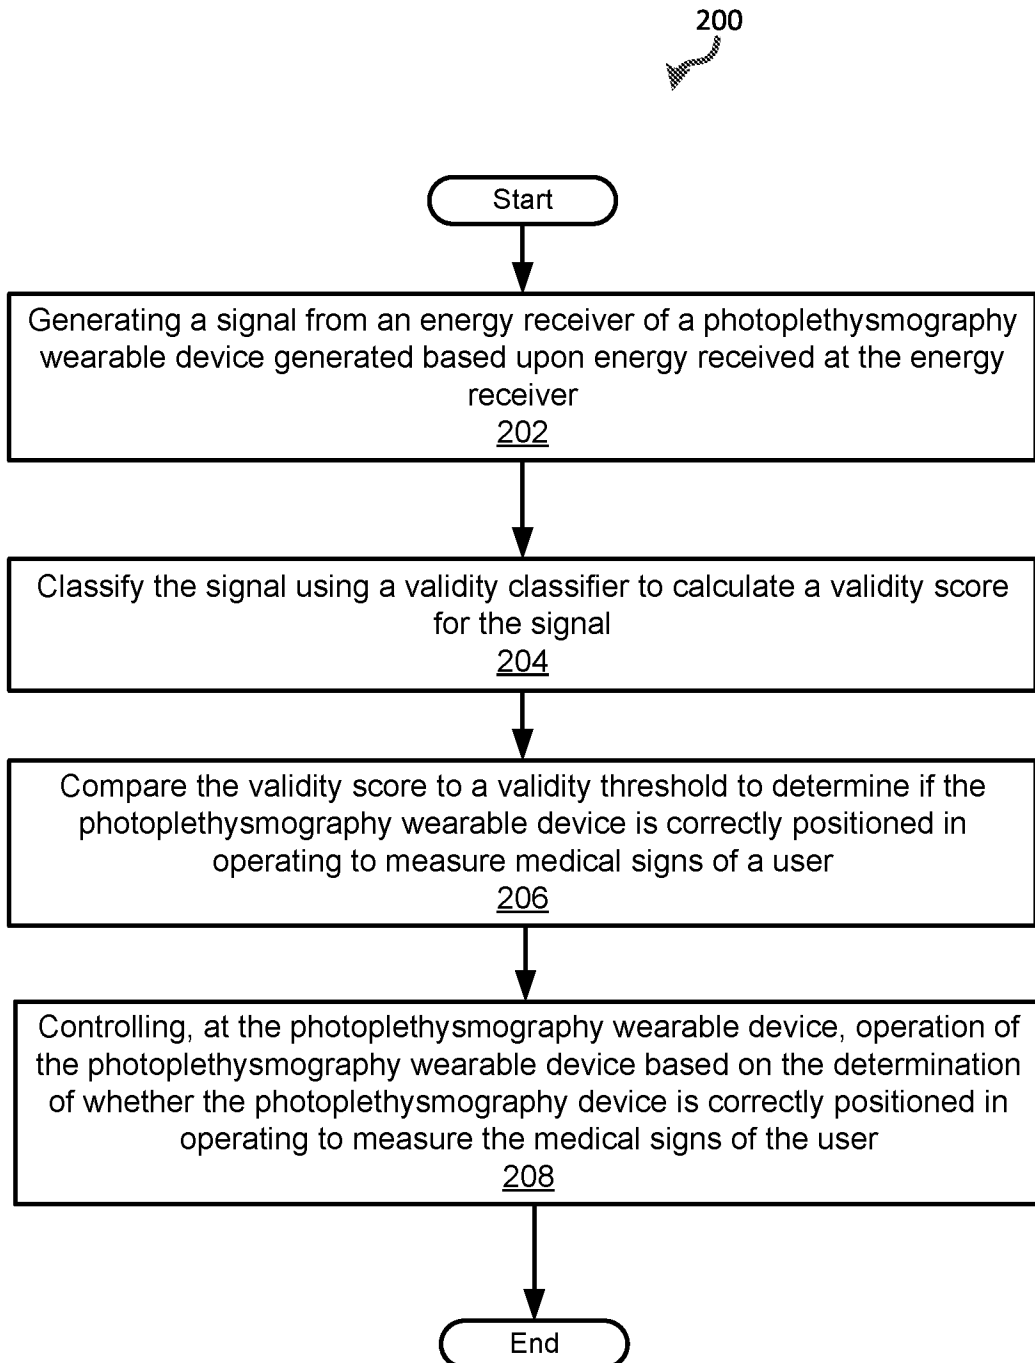 200
Start
Generating a signal from an energy receiver of a photoplethysmography
wearable device generated based upon energy received at the energy
receiver
202
Classify the signal using a validity classifier to calculate a validity score
for the signal
204
Compare the validity score to a validity threshold to determine if the
photoplethysmography wearable device is correctly positioned in
operating to measure medical signs of a user
206
Controlling, at the photoplethysmography wearable device, operation of
the photoplethysmography wearable device based on the determination
of whether the photoplethysmography device is correctly positioned in
operating to measure the medical signs of the user
208
End